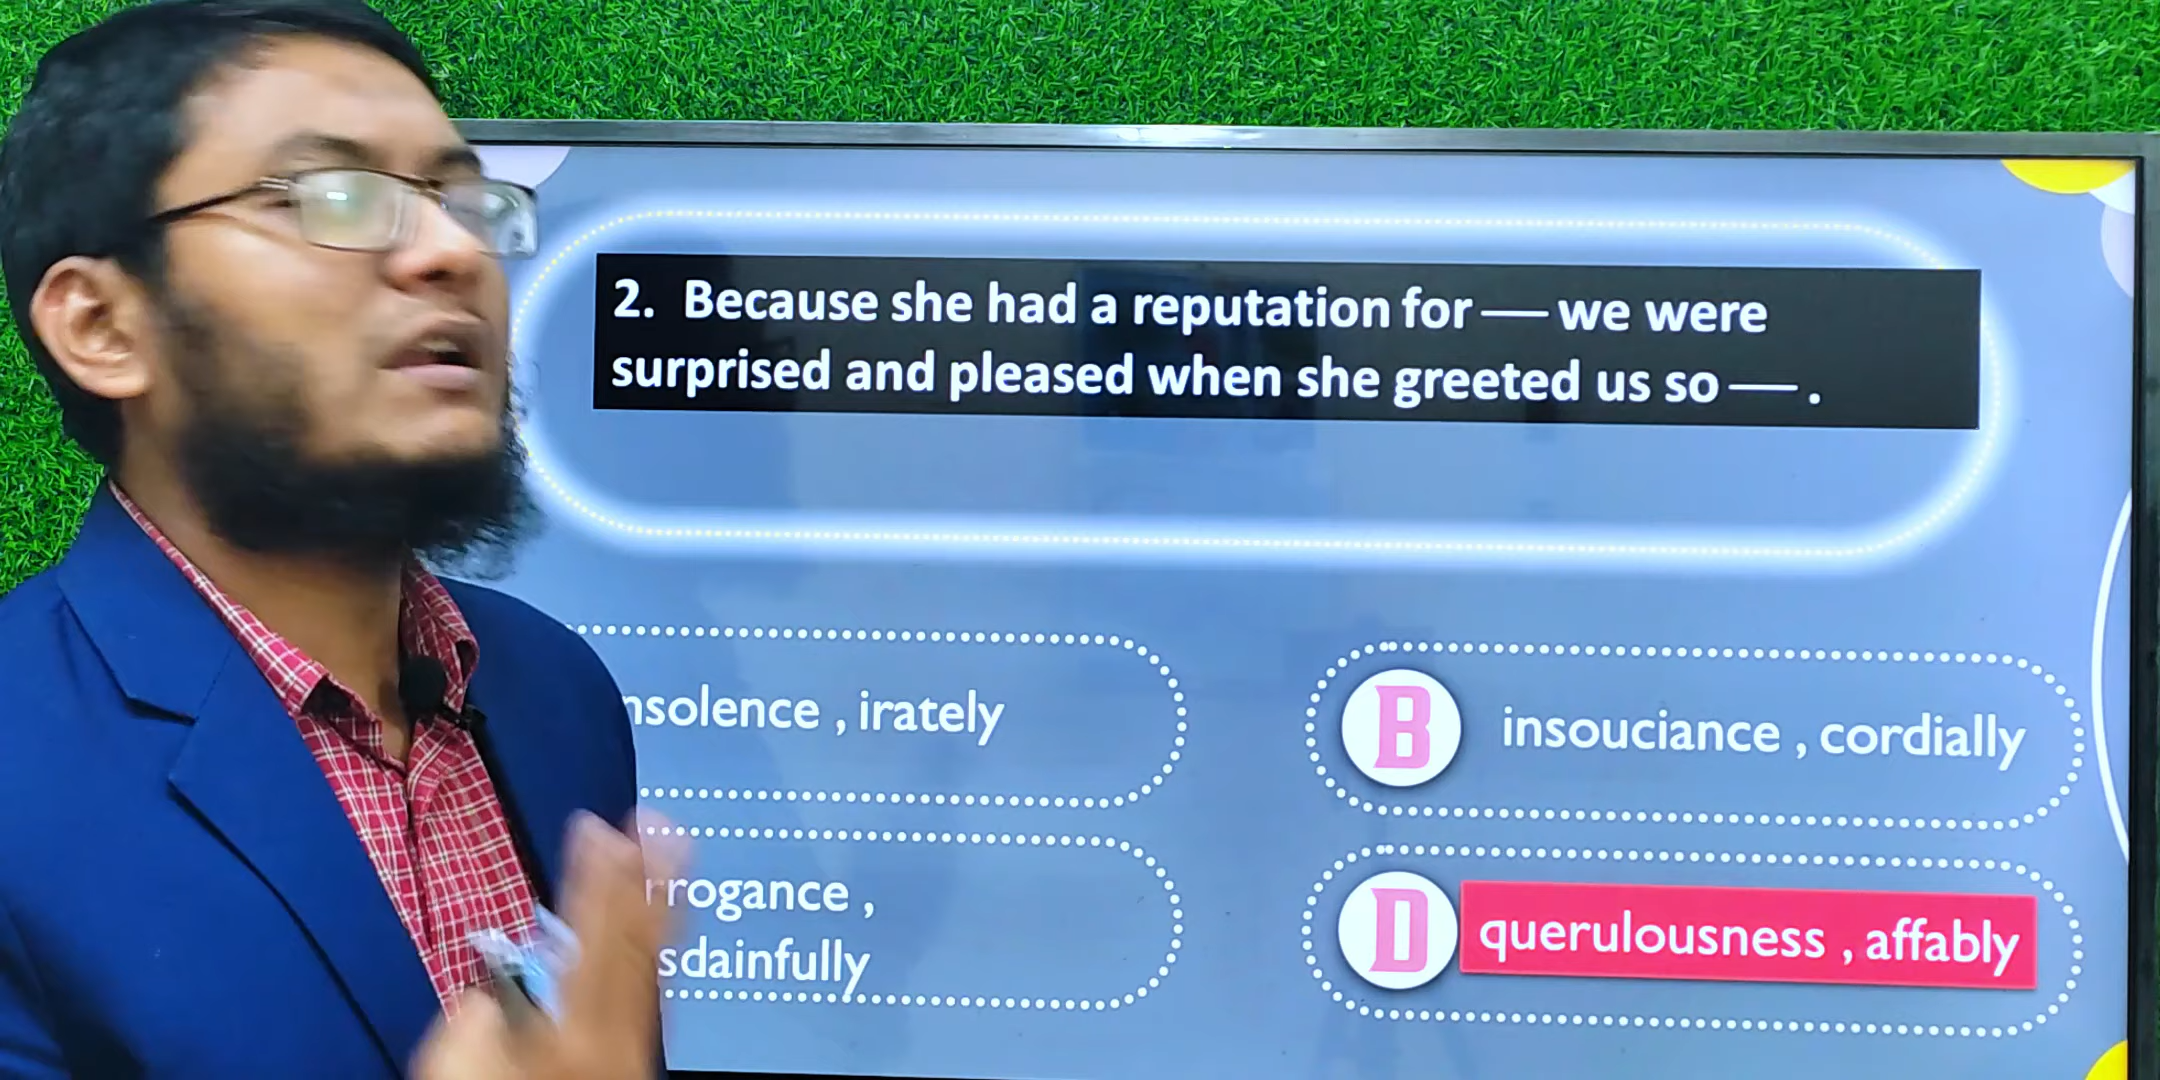 2. Because she had a reputation for — we were
surprised and pleased when she greeted us so — .
nsolence , irately
B insouciance , cordially
rrogance ,
sdainfully
D querulousness , affably